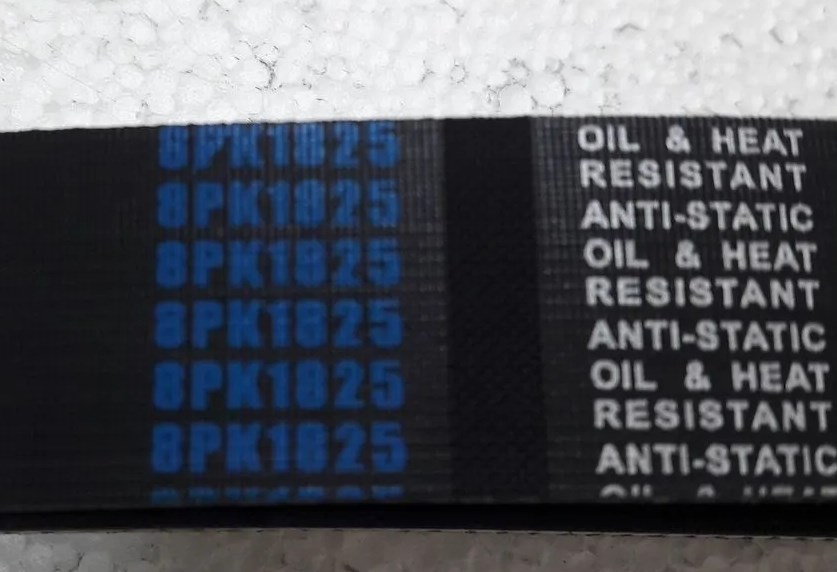 8PK1825
8PK1825
8PK1825
8PK1825
8PK1825
8PK1825
OIL & HEAT
RESISTANT
ANTI-STATIC
OIL & HEAT
RESISTANT
ANTI-STATIC
OIL & HEAT
RESISTANT
ANTI-STATIC